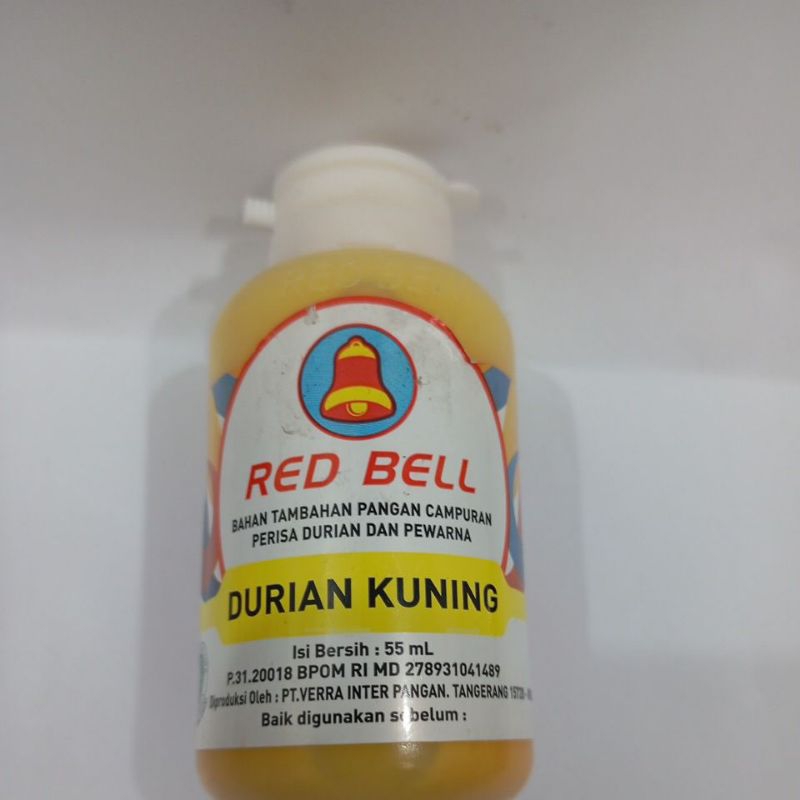 RED BELL
BAHAN TAMBAHAN PANGAN CAMPURAN
PERISA DURIAN DAN PEWARNA
DURIAN KUNING
Isi Bersih : 55 mL
P.31.20018 BPOM RI MD 278931041489
Diproduksi Oleh : PT.VERRA INTER PANGAN. TANGERANG
Baik digunakan sebelum :